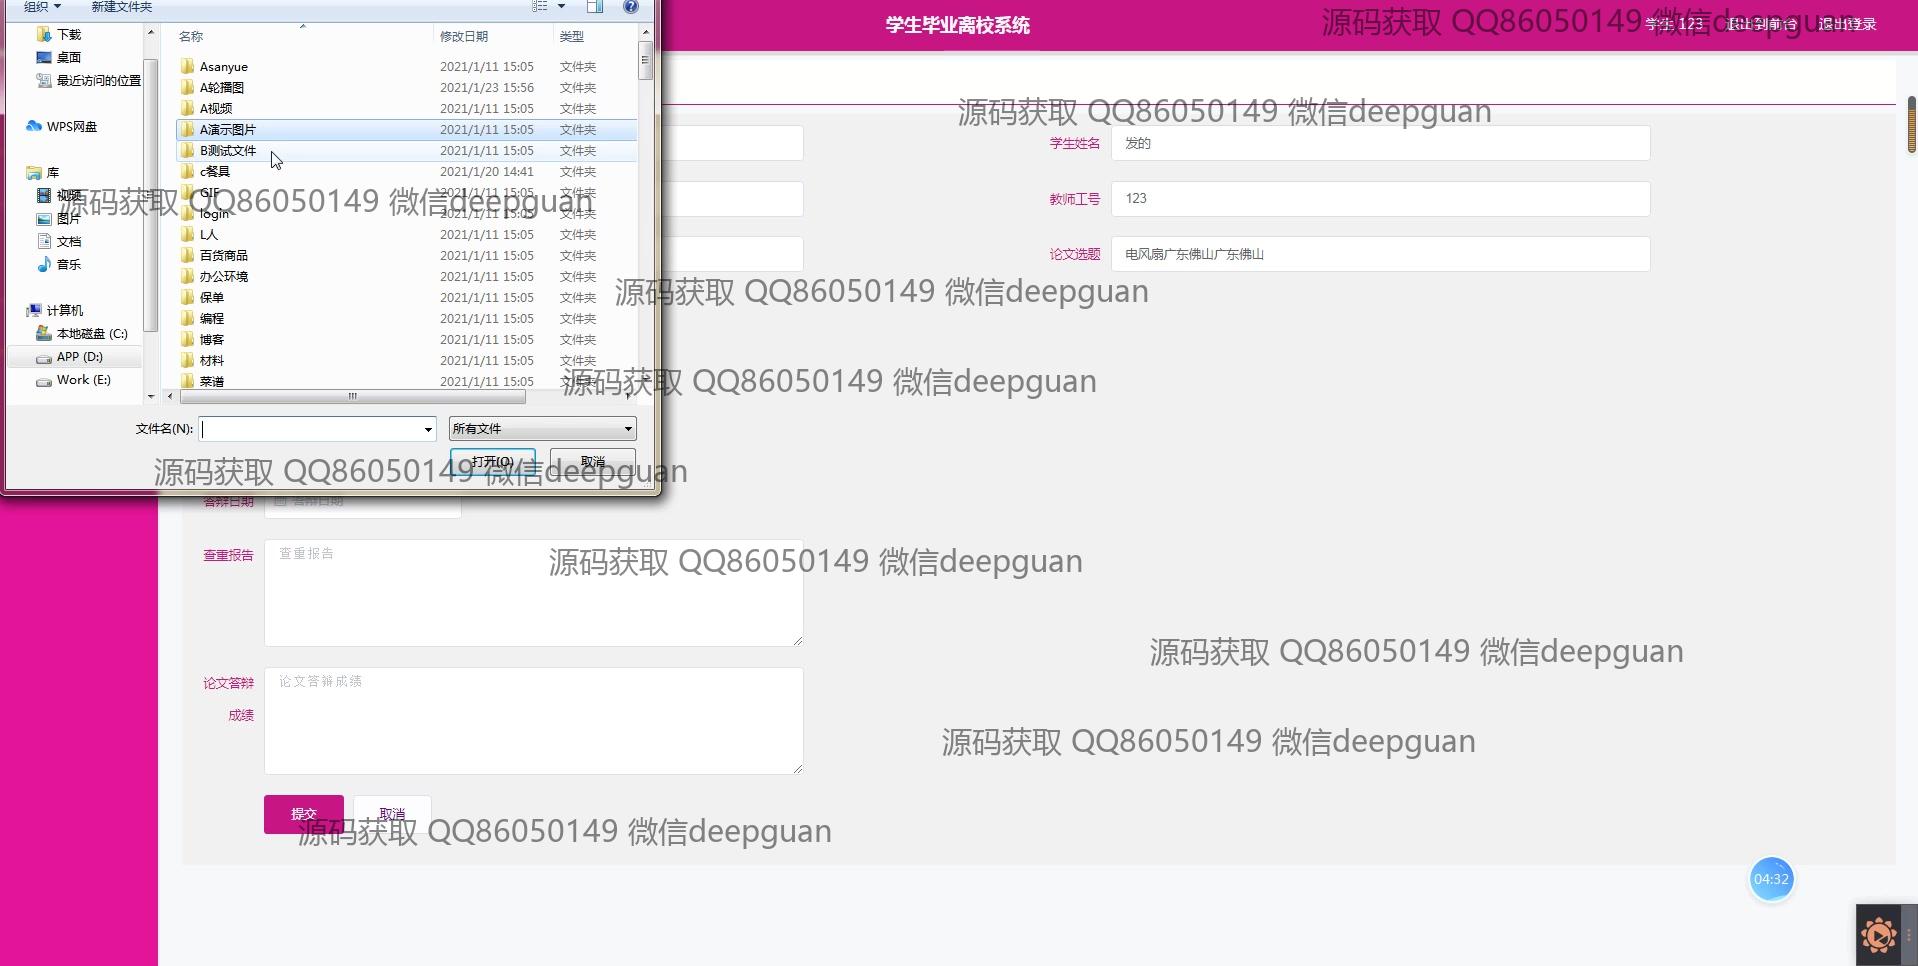 组织 新建文件夹
学生毕业离校系统
学生 123 退出到前台 退出登录
源码获取 QQ86050149 微信deepguan
下载
桌面
最近访问的位置
WPS网盘
库
视频
图片
文档
音乐
计算机
本地磁盘 (C:)
APP (D:)
Work (E:)
名称 修改日期 类型
Asanyue 2021/1/11 15:05 文件夹
A轮播图 2021/1/23 15:56 文件夹
A视频 2021/1/11 15:05 文件夹
A演示图片 2021/1/11 15:05 文件夹
B测试文件 2021/1/11 15:05 文件夹
c餐具 2021/1/20 14:41 文件夹
GIF 2021/1/11 15:05 文件夹
login 2021/1/11 15:05 文件夹
L人 2021/1/11 15:05 文件夹
百货商品 2021/1/11 15:05 文件夹
办公环境 2021/1/11 15:05 文件夹
保单 2021/1/11 15:05 文件夹
编程 2021/1/11 15:05 文件夹
博客 2021/1/11 15:05 文件夹
材料 2021/1/11 15:05 文件夹
菜谱 2021/1/11 15:05 文件夹
文件名(N): 所有文件
打开(O) 取消
源码获取 QQ86050149 微信deepguan
学生姓名 发的
教师工号 123
源码获取 QQ86050149 微信deepguan
论文选题 电风扇广东佛山广东佛山
源码获取 QQ86050149 微信deepguan
源码获取 QQ86050149 微信deepguan
源码获取 QQ86050149 微信deepguan
答辩日期 答辩日期
查重报告 查重报告
源码获取 QQ86050149 微信deepguan
源码获取 QQ86050149 微信deepguan
论文答辩成绩 论文答辩成绩
源码获取 QQ86050149 微信deepguan
提交 取消
源码获取 QQ86050149 微信deepguan
04:32